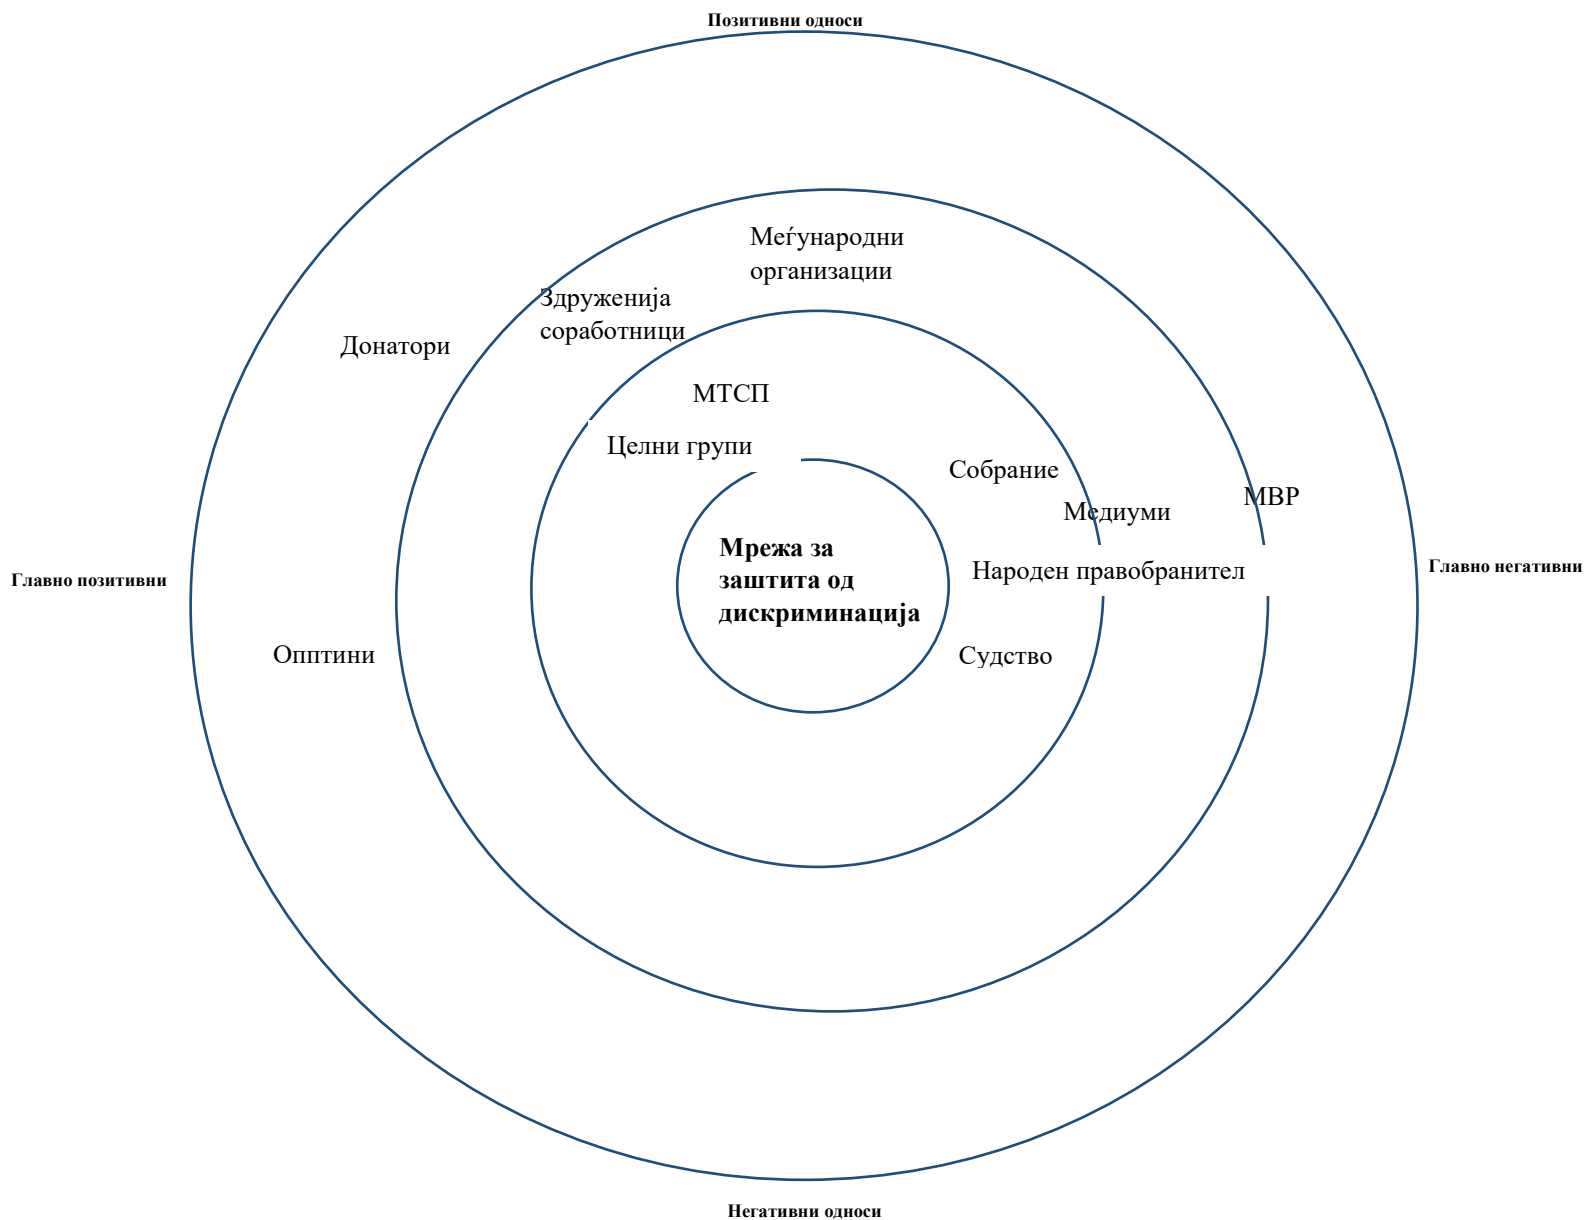 Позитивни односи
Меѓународни
организации
Здруженија
соработници
Донатори
МТСП
Целни групи
Собрание
Медиуми
МВР
Мрежа за
заштита од
дискриминација
Народен правобранител
Главно позитивни
Главно негативни
Опптини
Судство
Негативни односи